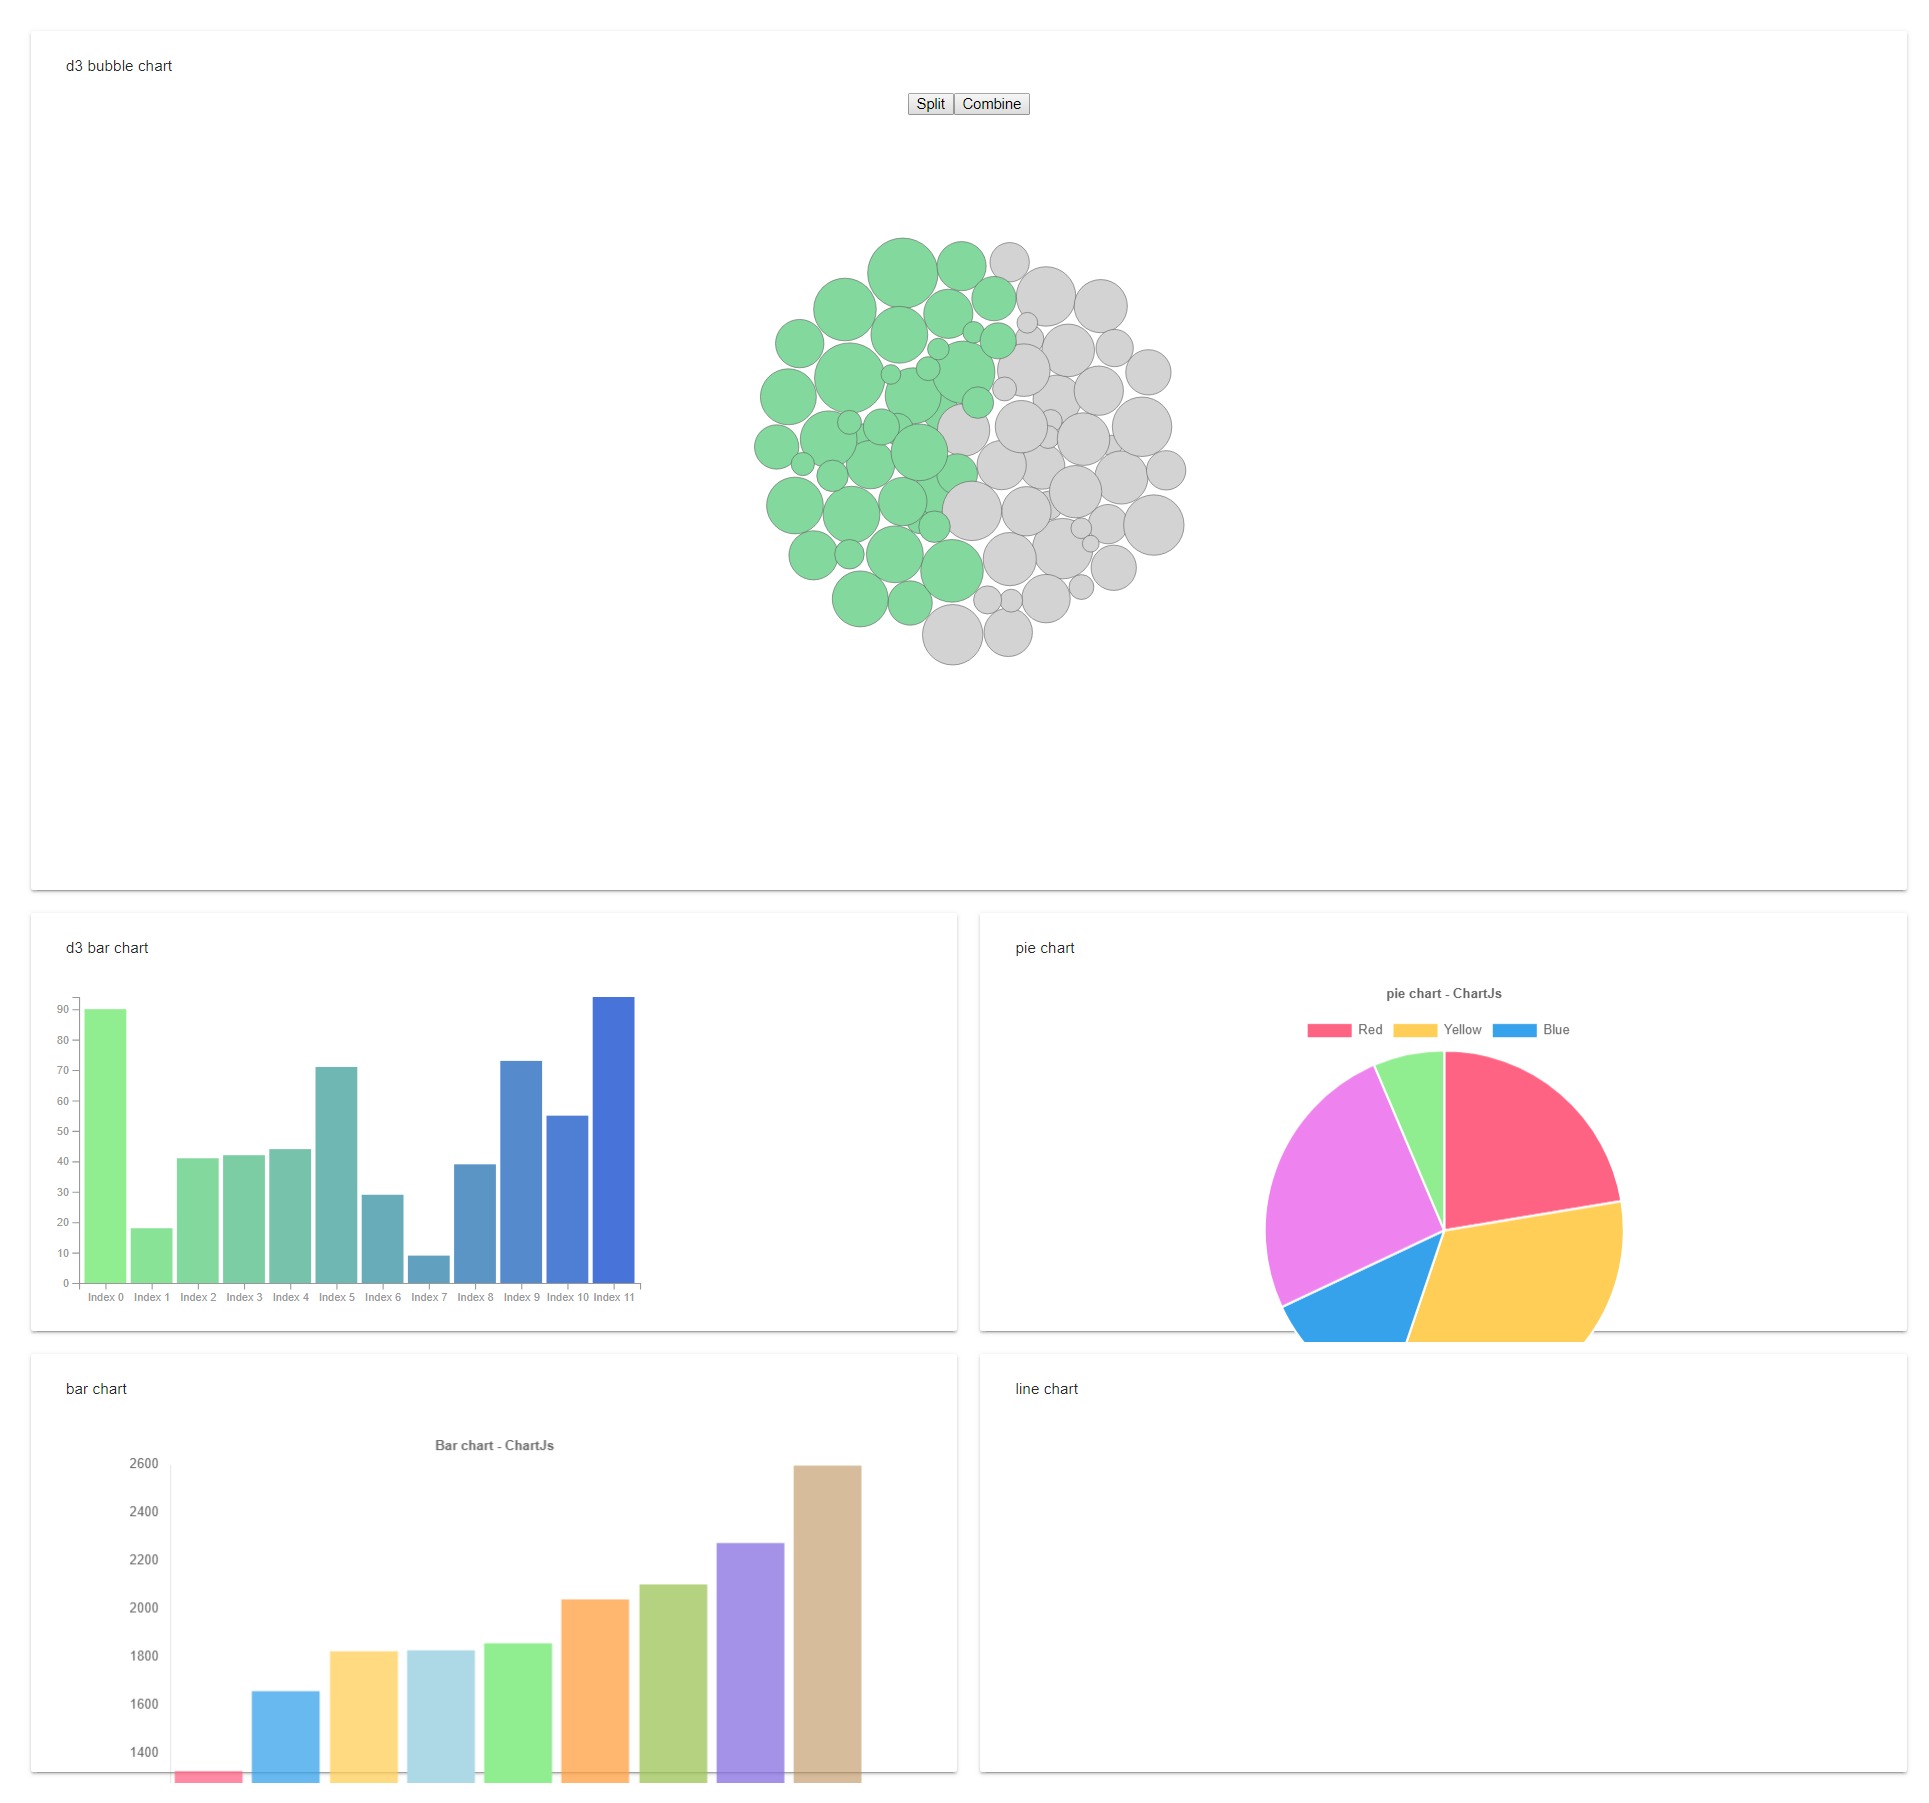 d3 bubble chart
Split Combine
d3 bar chart
90
80
70
60
50
40
30
20
10
0
Index 0 Index 1 Index 2 Index 3 Index 4 Index 5 Index 6 Index 7 Index 8 Index 9 Index 10 Index 11
pie chart
pie chart - ChartJs
Red Yellow Blue
bar chart
Bar chart - ChartJs
2600
2400
2200
2000
1800
1600
1400
line chart